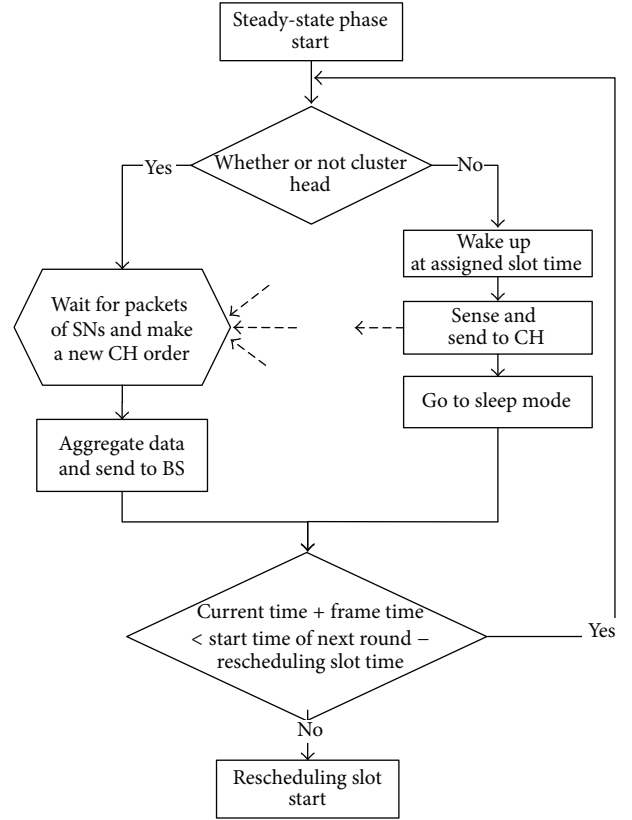 Steady-state phase
start
Whether or not cluster
head
Yes
No
Wake up
at assigned slot time
Wait for packets
of SNs and make
a new CH order
Sense and
send to CH
Go to sleep mode
Aggregate data
and send to BS
Current time + frame time
< start time of next round −
rescheduling slot time
Yes
No
Rescheduling slot
start